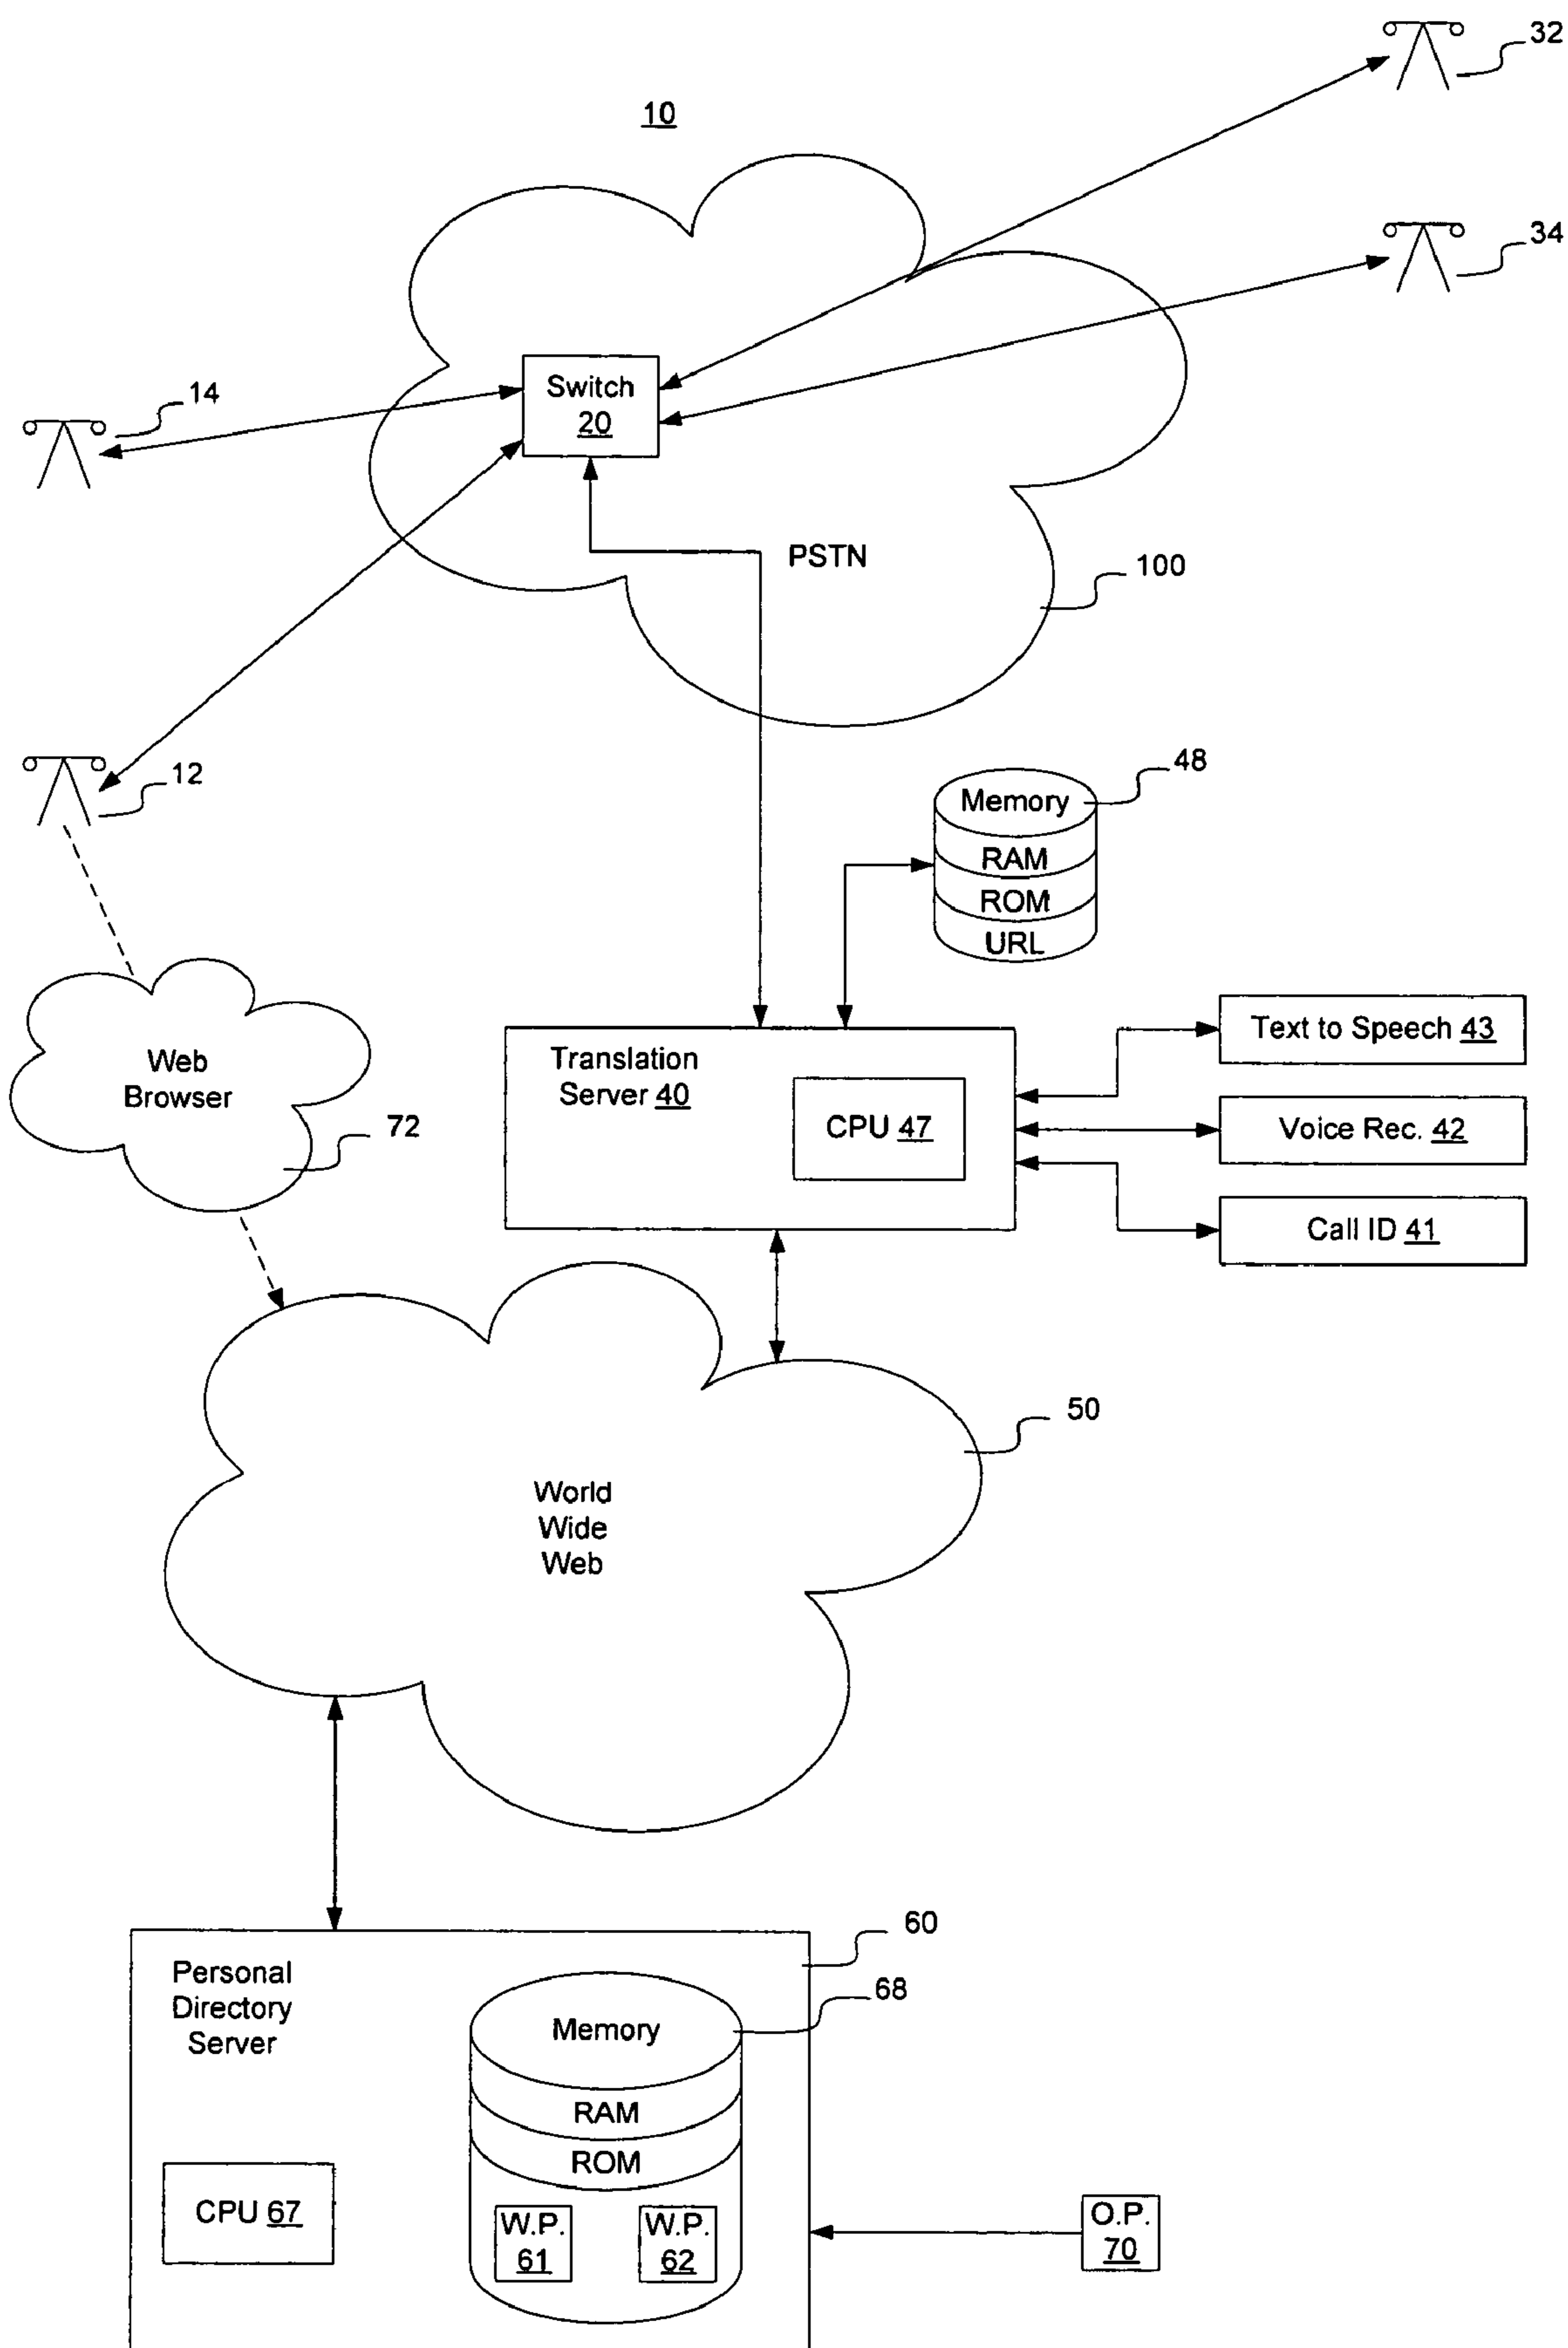 32
10
34
Switch
20
14
PSTN
100
12
48
Memory
RAM
ROM
URL
Web
Browser
72
Translation
Server 40
CPU 47
Text to Speech 43
Voice Rec. 42
Call ID 41
50
World
Wide
Web
60
Personal
Directory
Server
68
Memory
RAM
ROM
CPU 67
W.P.
61
W.P.
62
O.P.
70